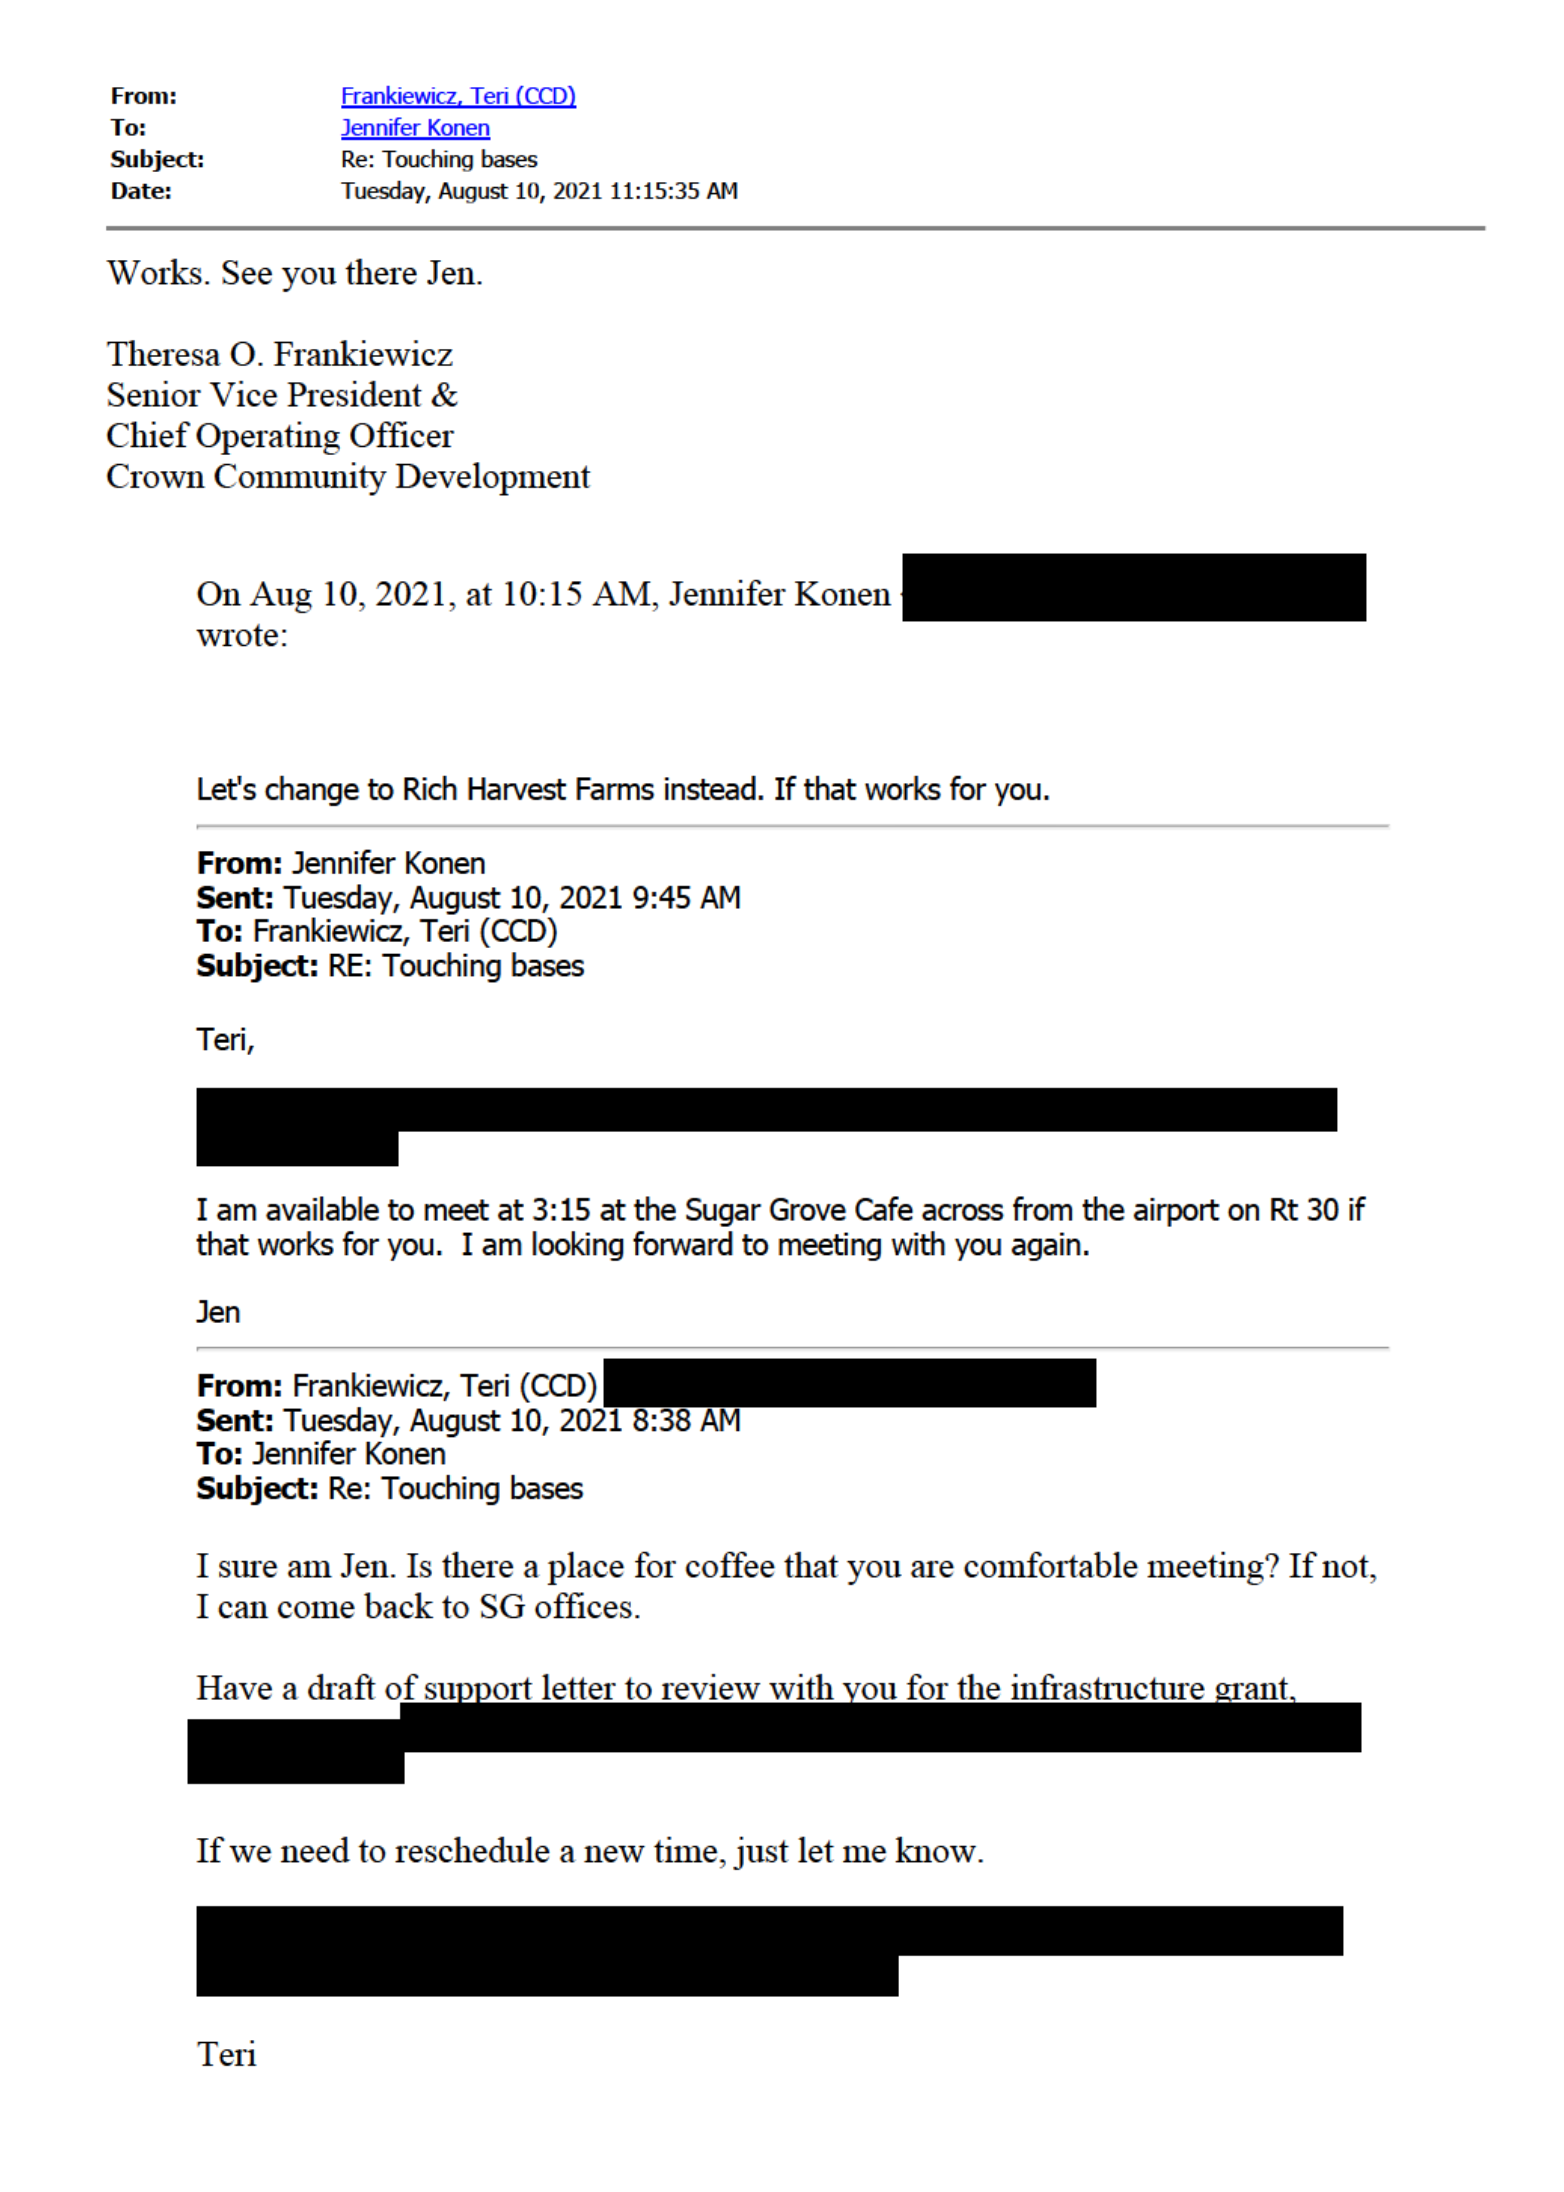 From: Frankiewicz, Teri (CCD)
To: Jennifer Konen
Subject: Re: Touching bases
Date: Tuesday, August 10, 2021 11:15:35 AM
Works. See you there Jen.
Theresa O. Frankiewicz
Senior Vice President &
Chief Operating Officer
Crown Community Development
On Aug 10, 2021, at 10:15 AM, Jennifer Konen
wrote:
Let's change to Rich Harvest Farms instead. If that works for you.
From: Jennifer Konen
Sent: Tuesday, August 10, 2021 9:45 AM
To: Frankiewicz, Teri (CCD)
Subject: RE: Touching bases
Teri,
I am available to meet at 3:15 at the Sugar Grove Cafe across from the airport on Rt 30 if
that works for you.  I am looking forward to meeting with you again.
Jen
From: Frankiewicz, Teri (CCD)
Sent: Tuesday, August 10, 2021 8:38 AM
To: Jennifer Konen
Subject: Re: Touching bases
I sure am Jen. Is there a place for coffee that you are comfortable meeting? If not,
I can come back to SG offices.
Have a draft of support letter to review with you for the infrastructure grant,
If we need to reschedule a new time, just let me know.
Teri